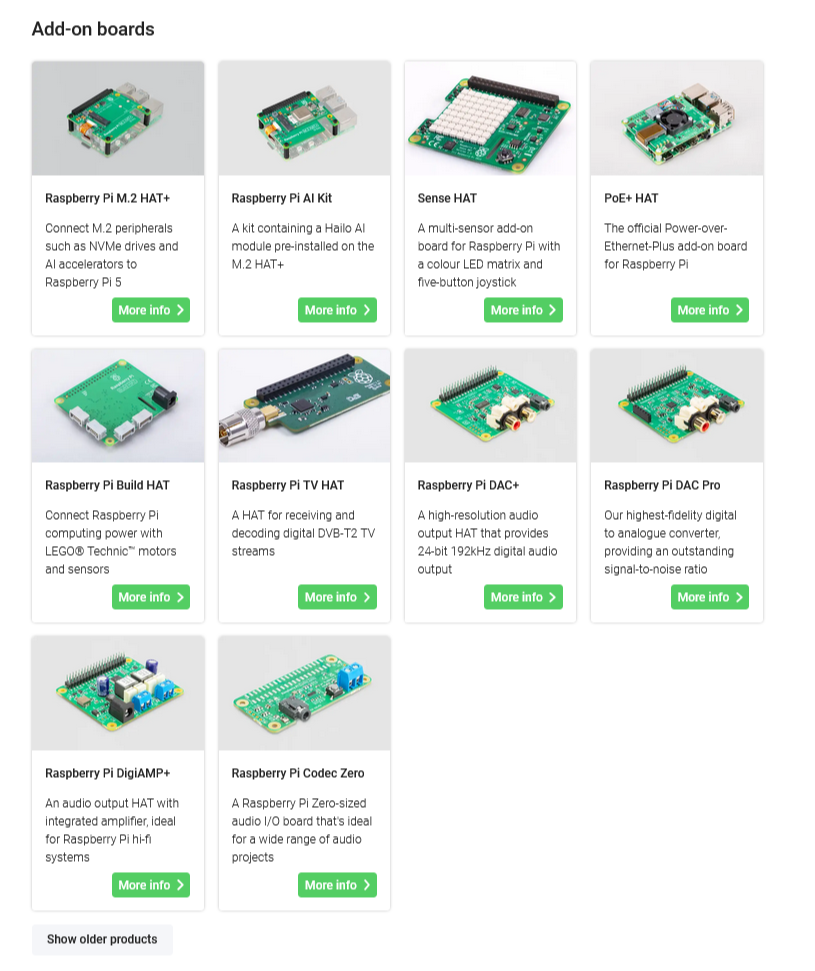 Add-on boards
Raspberry Pi M.2 HAT+
Connect M.2 peripherals
such as NVMe drives and
AI accelerators to
Raspberry Pi 5
More info
Raspberry Pi AI Kit
A kit containing a Hailo AI
module pre-installed on the
M.2 HAT+
More info
Sense HAT
A multi-sensor add-on
board for Raspberry Pi with
a colour LED matrix and
five-button joystick
More info
PoE+ HAT
The official Power-over-
Ethernet-Plus add-on board
for Raspberry Pi
More info
Raspberry Pi Build HAT
Connect Raspberry Pi
computing power with
LEGO® Technic™ motors
and sensors
More info
Raspberry Pi TV HAT
A HAT for receiving and
decoding digital DVB-T2 TV
streams
More info
Raspberry Pi DAC+
A high-resolution audio
output HAT that provides
24-bit 192kHz digital audio
output
More info
Raspberry Pi DAC Pro
Our highest-fidelity digital
to analogue converter,
providing an outstanding
signal-to-noise ratio
More info
Raspberry Pi DigiAMP+
An audio output HAT with
integrated amplifier, ideal
for Raspberry Pi hi-fi
systems
More info
Raspberry Pi Codec Zero
A Raspberry Pi Zero-sized
audio I/O board that's ideal
for a wide range of audio
projects
More info
Show older products